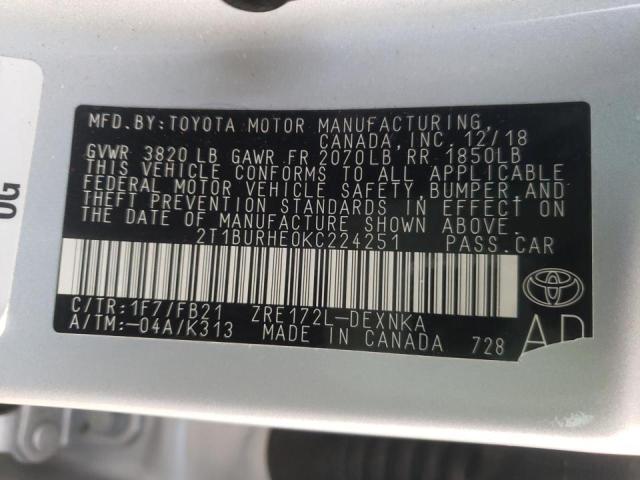 MFD. BY: TOYOTA MOTOR MANUFACTURING,
CANADA, INC. 12/18
GVWR 3820 LB GAWR FR 2070LB RR 1850LB
THIS VEHICLE CONFORMS TO ALL APPLICABLE
FEDERAL MOTOR VEHICLE SAFETY, BUMPER, AND
THEFT PREVENTION STANDARDS IN EFFECT ON
THE DATE OF MANUFACTURE SHOWN ABOVE.
2T1BURHE0KC224251 PASS.CAR
C/TR:1F7/FB21 ZRE172L-DEXNKA
A/TM:-04A/K313 MADE IN CANADA 728